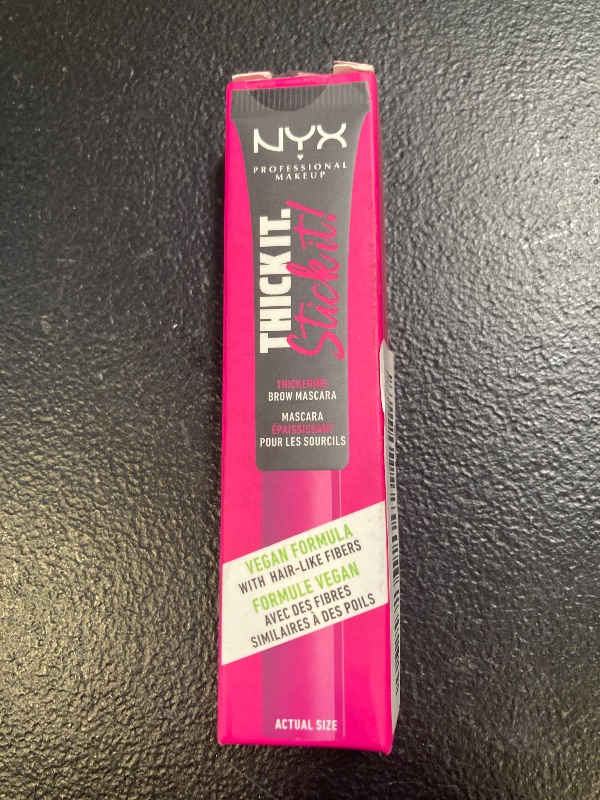 NYX
PROFESSIONAL
MAKEUP
THICK IT.
Stick it!
THICKENING
BROW MASCARA
MASCARA
ÉPAISSISSANT
POUR LES SOURCILS
VEGAN FORMULA
WITH HAIR-LIKE FIBERS
FORMULE VEGAN
AVEC DES FIBRES
SIMILAIRES À DES POILS
ACTUAL SIZE